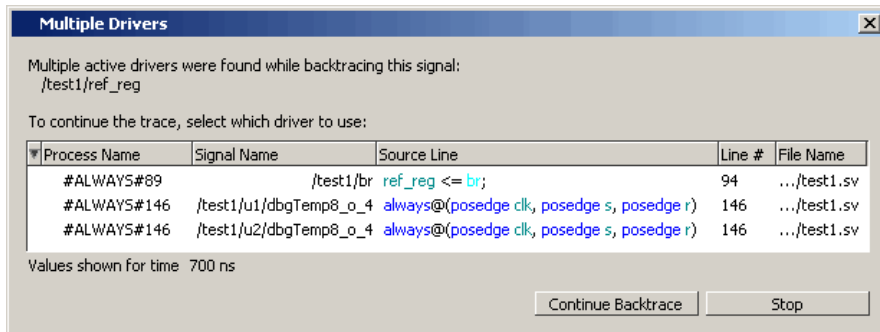 Multiple Drivers
Multiple active drivers were found while backtracing this signal:
/test1/ref_reg
To continue the trace, select which driver to use:
Process Name Signal Name Source Line Line # File Name
#ALWAYS#89 /test1/br ref_reg <= br; 94 .../test1.sv
#ALWAYS#146 /test1/u1/dbgTemp8_o_4 always@(posedge clk, posedge s, posedge r) 146 .../test1.sv
#ALWAYS#146 /test1/u2/dbgTemp8_o_4 always@(posedge clk, posedge s, posedge r) 146 .../test1.sv
Values shown for time 700 ns
Continue Backtrace Stop